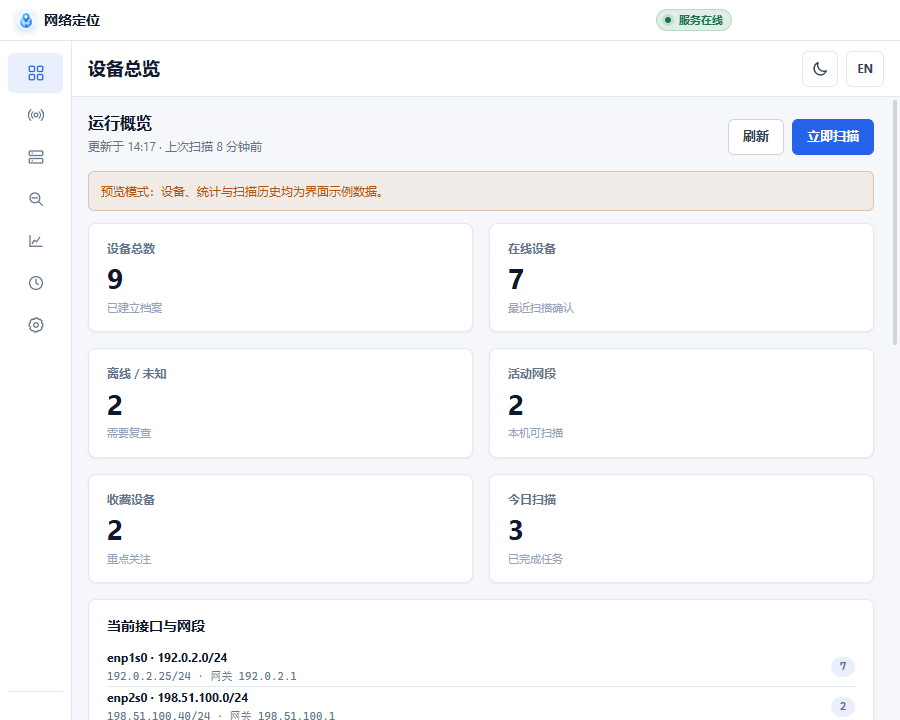 网络定位
服务在线
设备总览
EN
运行概览
更新于 14:17 · 上次扫描 8 分钟前
刷新
立即扫描
预览模式：设备、统计与扫描历史均为界面示例数据。
设备总数
9
已建立档案
在线设备
7
最近扫描确认
离线 / 未知
2
需要复查
活动网段
2
本机可扫描
收藏设备
2
重点关注
今日扫描
3
已完成任务
当前接口与网段
enp1s0 · 192.0.2.0/24
192.0.2.25/24 · 网关 192.0.2.1
7
enp2s0 · 198.51.100.0/24
198.51.100.40/24 · 网关 198.51.100.1
2